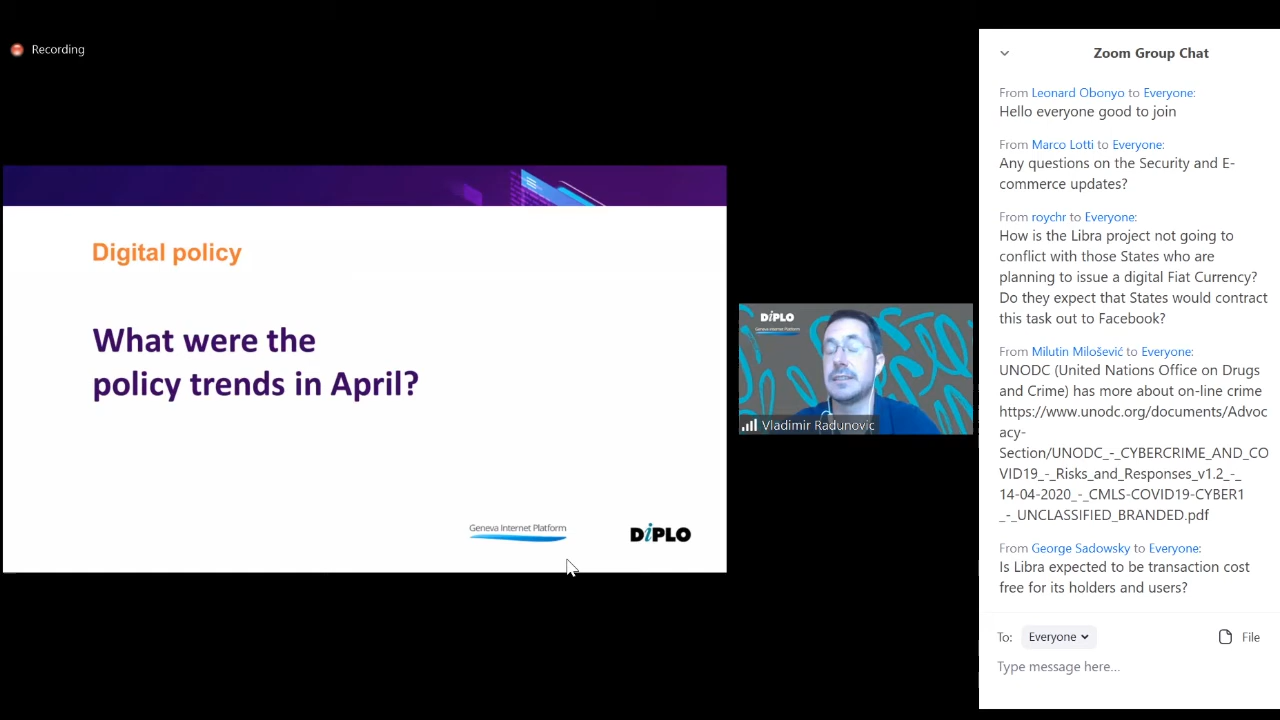 Recording
Digital policy
What were the
policy trends in April?
Geneva Internet Platform
DiPLO
DiPLO
Geneva Internet Platform
Vladimir Radunovic
Zoom Group Chat
From Leonard Obonyo to Everyone:
Hello everyone good to join
From Marco Lotti to Everyone:
Any questions on the Security and E-
commerce updates?
From roychr to Everyone:
How is the Libra project not going to
conflict with those States who are
planning to issue a digital Fiat Currency?
Do they expect that States would contract
this task out to Facebook?
From Milutin Milošević to Everyone:
UNODC (United Nations Office on Drugs
and Crime) has more about on-line crime
https://www.unodc.org/documents/Advoc
acy-
Section/UNODC_-_CYBERCRIME_AND_CO
VID19_-_Risks_and_Responses_v1.2_-_
14-04-2020_-_CMLS-COVID19-CYBER1
_-_UNCLASSIFIED_BRANDED.pdf
From George Sadowsky to Everyone:
Is Libra expected to be transaction cost
free for its holders and users?
To: Everyone File
Type message here...